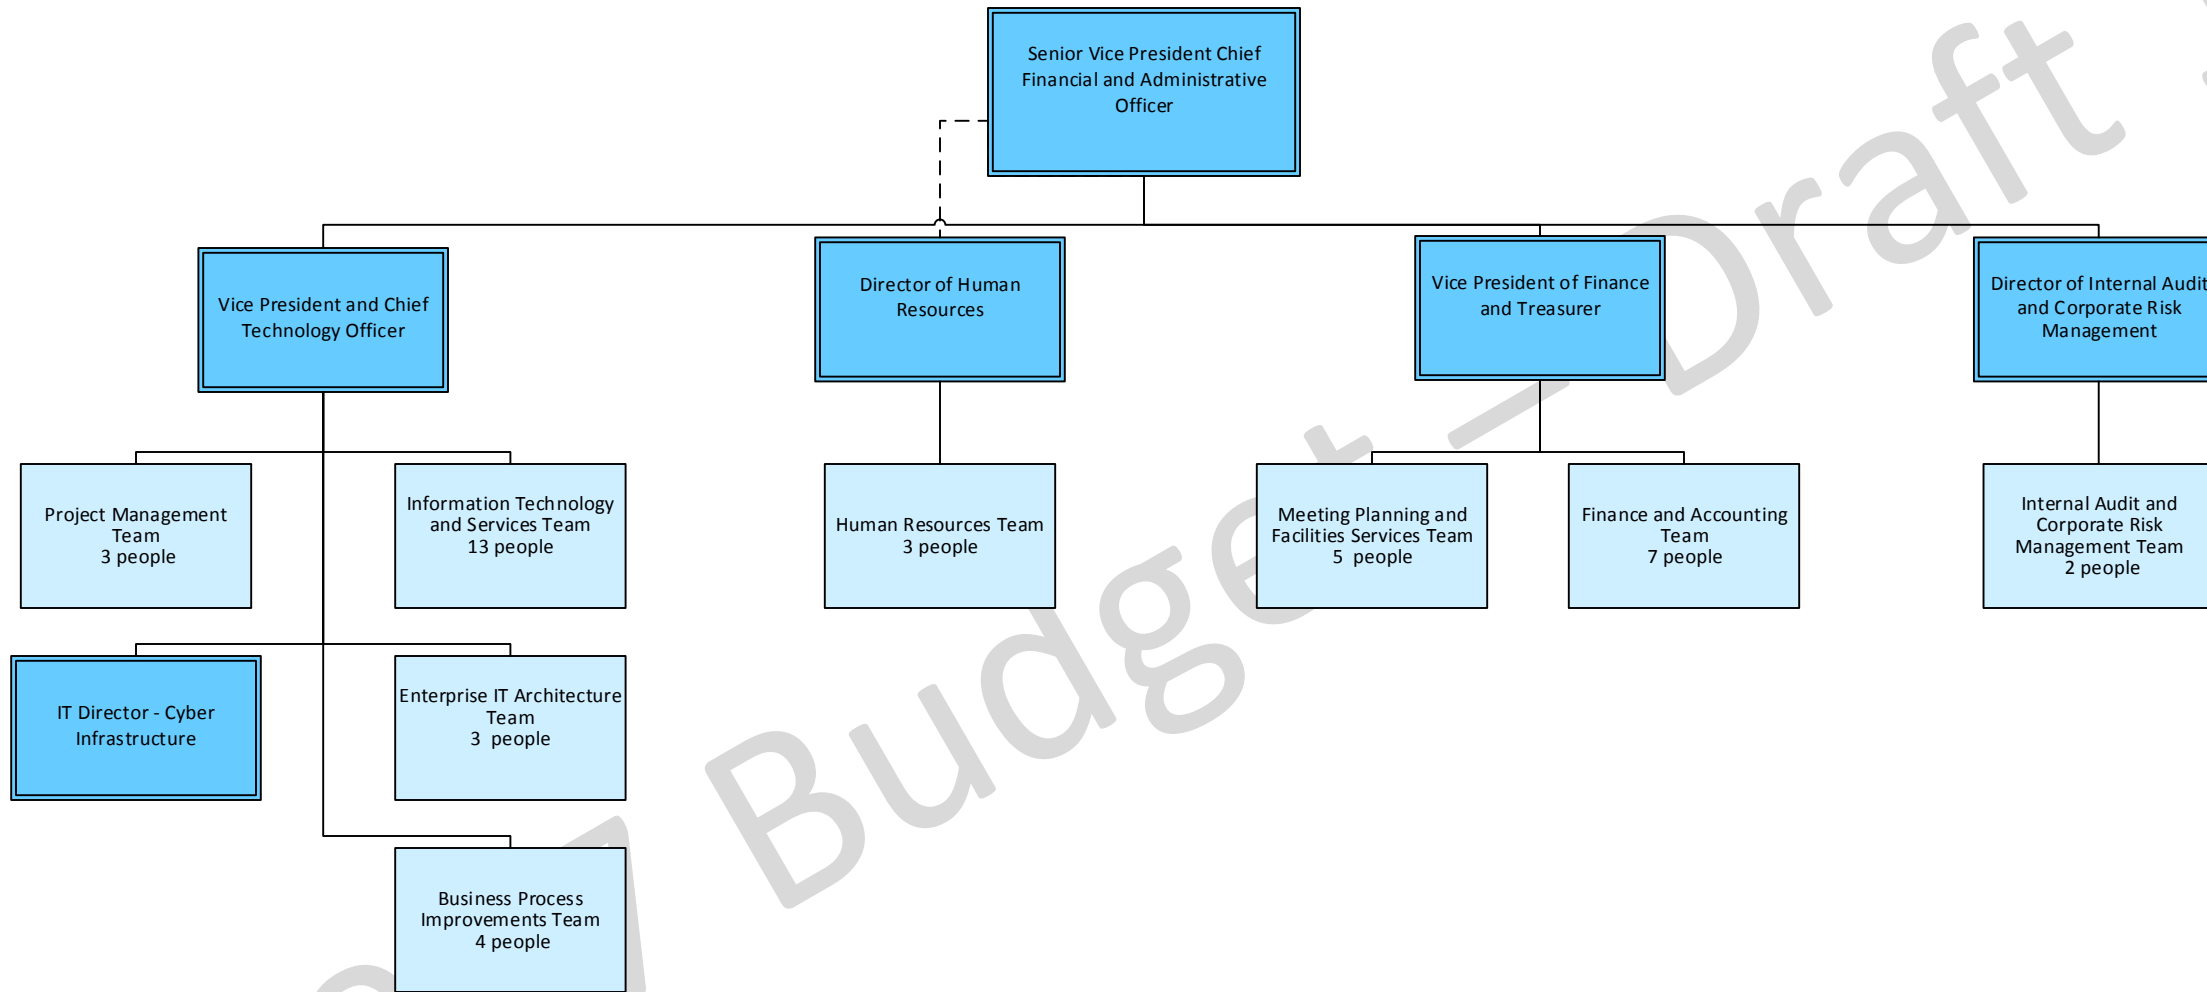 Senior Vice President Chief
Financial and Administrative
Officer
Vice President and Chief
Technology Officer
Director of Human
Resources
Vice President of Finance
and Treasurer
Director of Internal Audit
and Corporate Risk
Management
Project Management
Team
3 people
Information Technology
and Services Team
13 people
Human Resources Team
3 people
Meeting Planning and
Facilities Services Team
5 people
Finance and Accounting
Team
7 people
Internal Audit and
Corporate Risk
Management Team
2 people
IT Director - Cyber
Infrastructure
Enterprise IT Architecture
Team
3 people
Business Process
Improvements Team
4 people
7 Budget – Draft